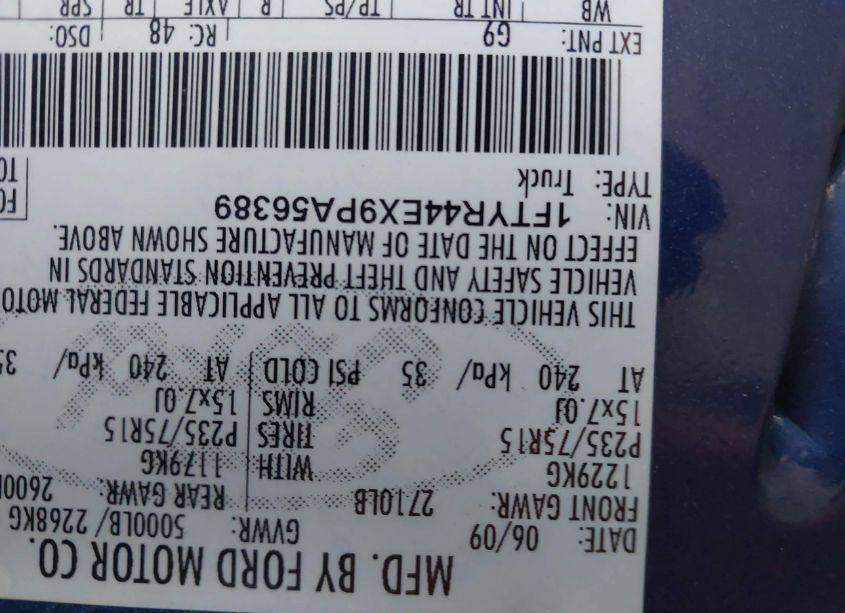 MFD. BY FORD MOTOR CO.
DATE: 06/09 GVWR: 5000LB/ 2268KG
FRONT GAWR: 2710LB REAR GAWR: 2600
1229KG WITH 1179KG
P235/75R15 TIRES P235/75R15
15x7.0J RIMS 15x7.0J
AT 240 kPa/ 35 PSI COLD AT 240 kPa/ 35
THIS VEHICLE CONFORMS TO ALL APPLICABLE FEDERAL MOTO
VEHICLE SAFETY AND THEFT PREVENTION STANDARDS IN
EFFECT ON THE DATE OF MANUFACTURE SHOWN ABOVE.
VIN: 1FTYR44EX9PA56389 FO
TYPE: Truck TO
EXT PNT: G9 RC: 48 DSO:
WB INT TR TP/PS R AXLE TR SPR